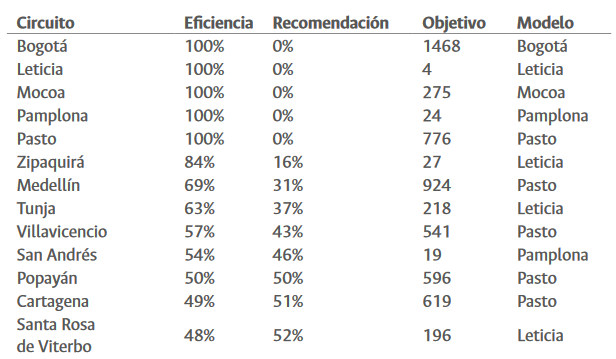 Circuito Eficiencia Recomendación Objetivo Modelo
Bogotá 100% 0% 1468 Bogotá
Leticia 100% 0% 4 Leticia
Mocoa 100% 0% 275 Mocoa
Pamplona 100% 0% 24 Pamplona
Pasto 100% 0% 776 Pasto
Zipaquirá 84% 16% 27 Leticia
Medellín 69% 31% 924 Pasto
Tunja 63% 37% 218 Leticia
Villavicencio 57% 43% 541 Pasto
San Andrés 54% 46% 19 Pamplona
Popayán 50% 50% 596 Pasto
Cartagena 49% 51% 619 Pasto
Santa Rosa
de Viterbo 48% 52% 196 Leticia